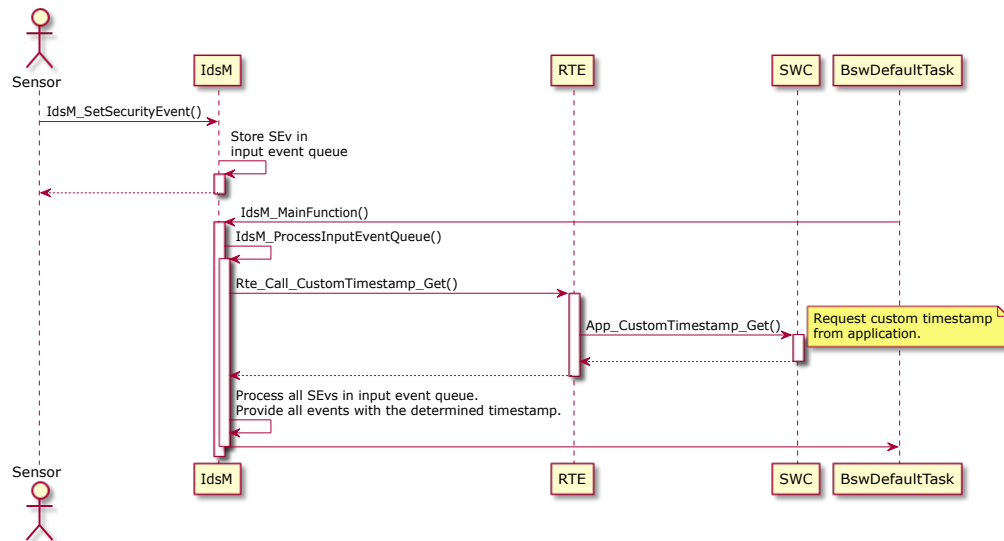 Sensor
IdsM
RTE
SWC
BswDefaultTask
IdsM_SetSecurityEvent()
Store SEv in
input event queue
IdsM_MainFunction()
IdsM_ProcessInputEventQueue()
Rte_Call_CustomTimestamp_Get()
App_CustomTimestamp_Get()
Request custom timestamp
from application.
Process all SEvs in input event queue.
Provide all events with the determined timestamp.
Sensor
IdsM
RTE
SWC
BswDefaultTask